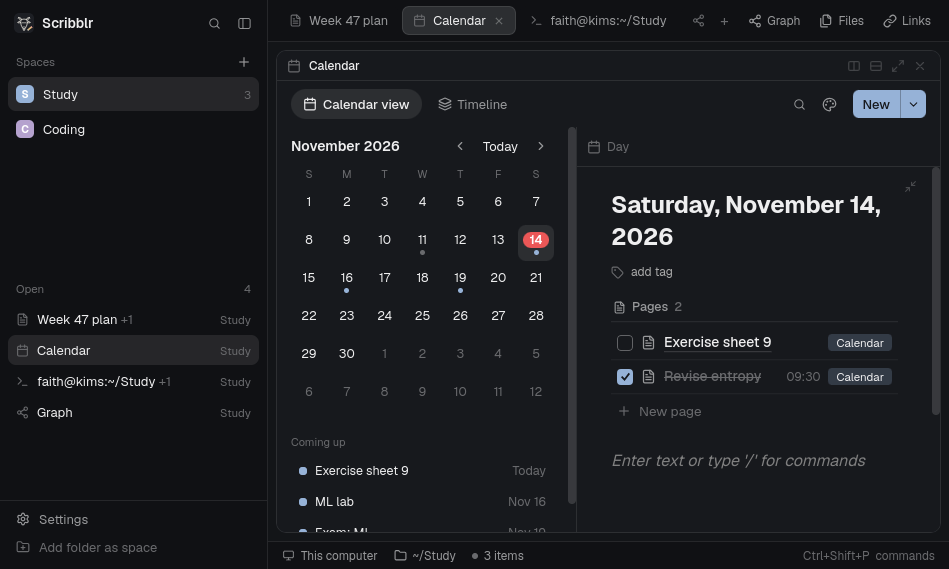 Scribblr
Spaces
S Study 3
C Coding
Open 4
Week 47 plan +1 Study
Calendar Study
faith@kims:~/Study +1 Study
Graph Study
Settings
Add folder as space
Week 47 plan
Calendar
faith@kims:~/Study
Graph
Files
Links
Calendar
Calendar view
Timeline
New
November 2026
Today
S M T W T F S
1 2 3 4 5 6 7
8 9 10 11 12 13 14
15 16 17 18 19 20 21
22 23 24 25 26 27 28
29 30 1 2 3 4 5
6 7 8 9 10 11 12
Coming up
Exercise sheet 9 Today
ML lab Nov 16
Exam: ML Nov 19
Day
Saturday, November 14,
2026
add tag
Pages 2
Exercise sheet 9 Calendar
Revise entropy 09:30 Calendar
New page
Enter text or type '/' for commands
This computer
~/Study
3 items
Ctrl+Shift+P commands